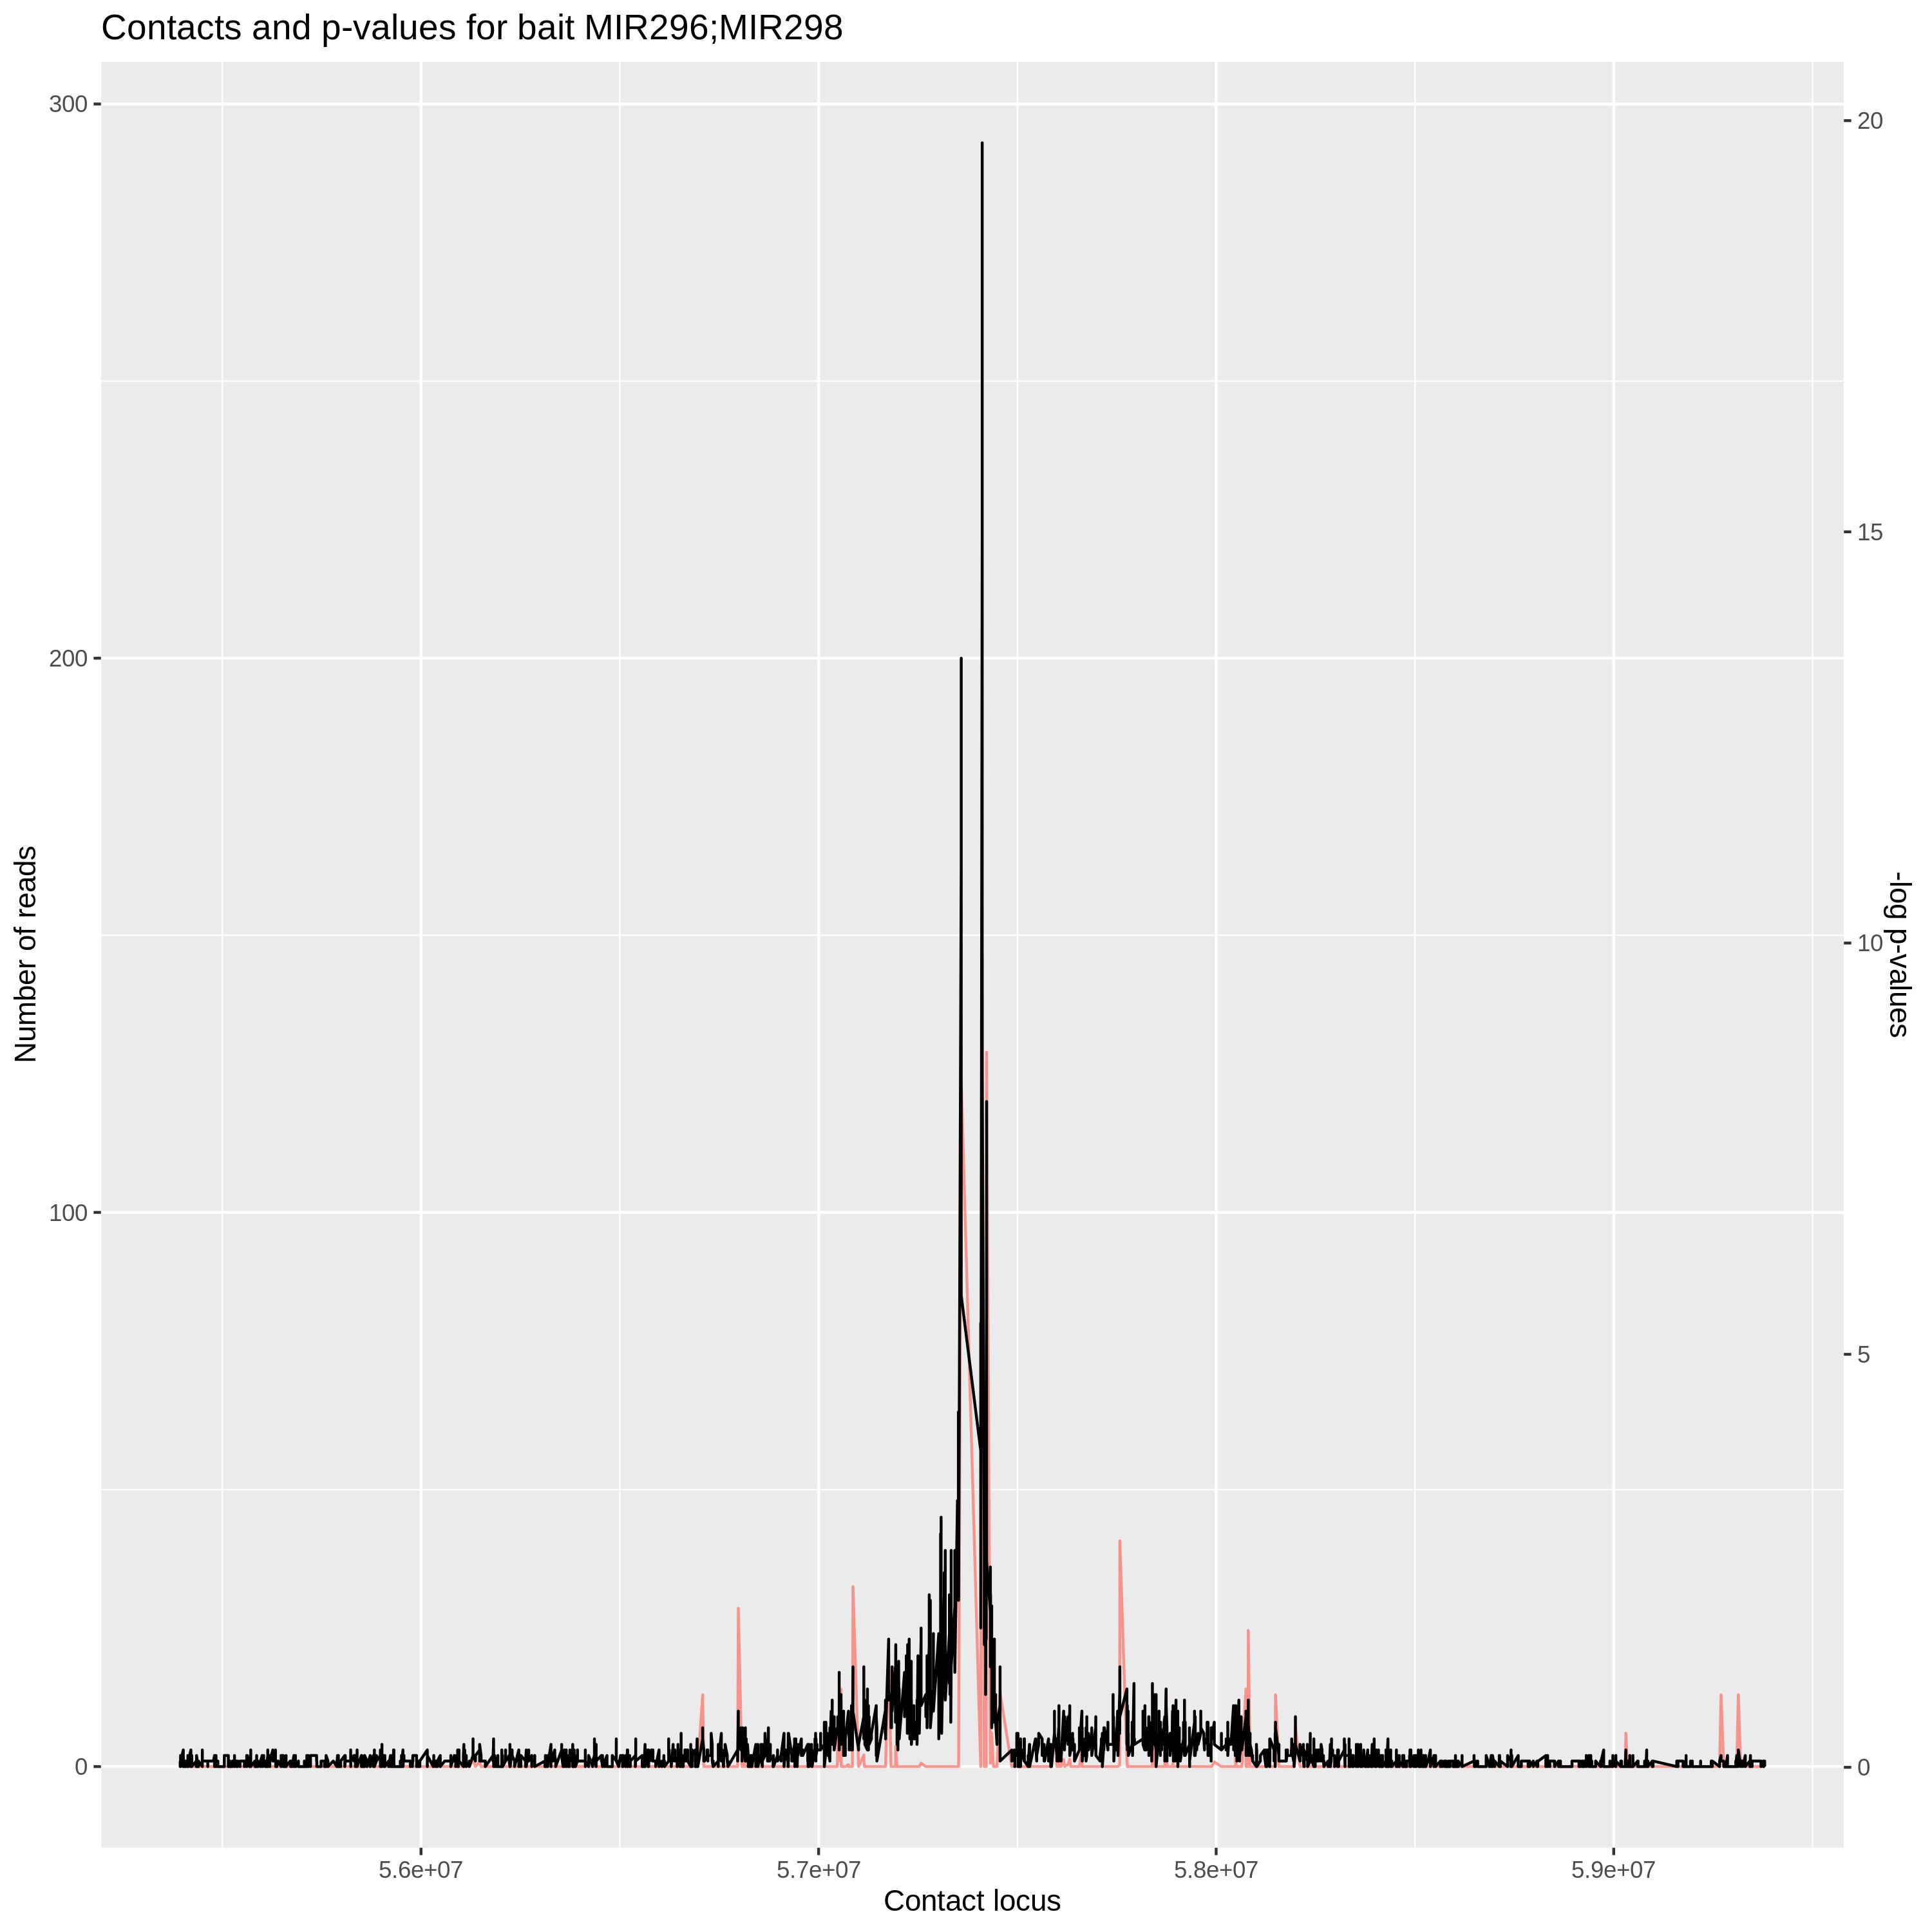 Contacts and p-values for bait MIR296;MIR298
300
200
100
0
Number of reads
20
15
10
5
0
-log p-values
5.6e+07 5.7e+07 5.8e+07 5.9e+07
Contact locus